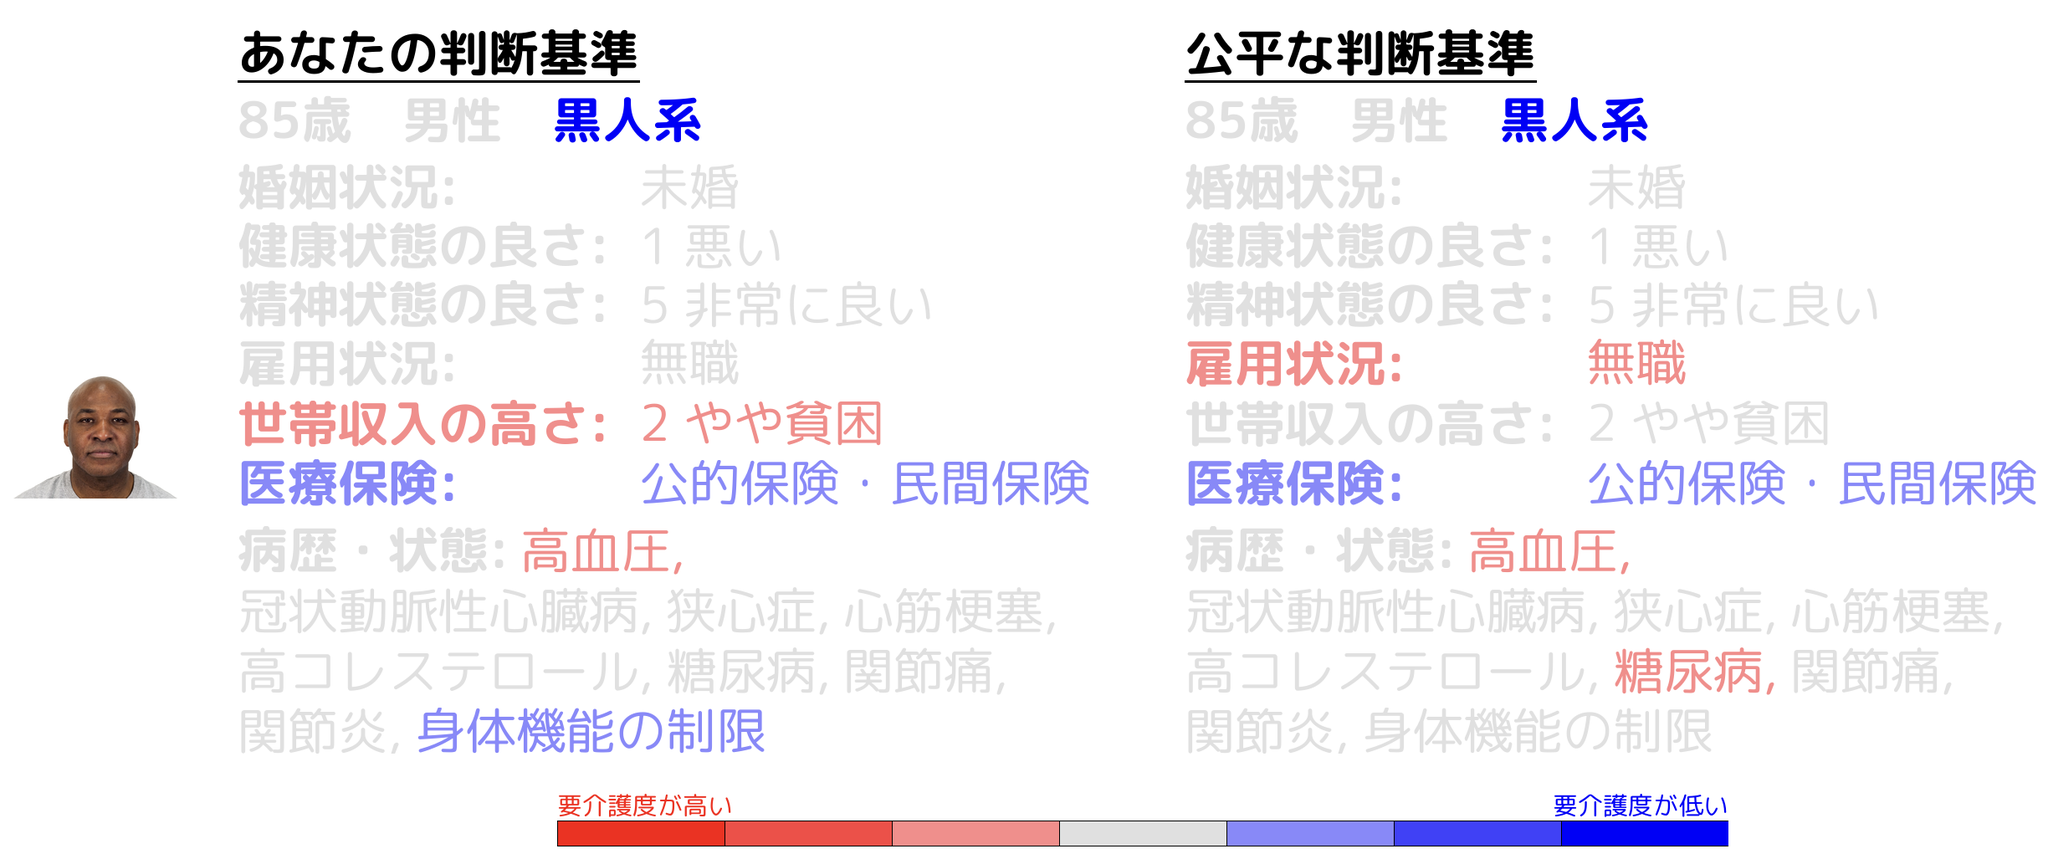 あなたの判断基準
85歳 男性 黒人系
婚姻状況: 未婚
健康状態の良さ: 1 悪い
精神状態の良さ: 5 非常に良い
雇用状況: 無職
世帯収入の高さ: 2 やや貧困
医療保険: 公的保険・民間保険
病歴・状態: 高血圧,
冠状動脈性心臓病, 狭心症, 心筋梗塞,
高コレステロール, 糖尿病, 関節痛,
関節炎, 身体機能の制限
公平な判断基準
85歳 男性 黒人系
婚姻状況: 未婚
健康状態の良さ: 1 悪い
精神状態の良さ: 5 非常に良い
雇用状況: 無職
世帯収入の高さ: 2 やや貧困
医療保険: 公的保険・民間保険
病歴・状態: 高血圧,
冠状動脈性心臓病, 狭心症, 心筋梗塞,
高コレステロール, 糖尿病, 関節痛,
関節炎, 身体機能の制限
要介護度が高い
要介護度が低い